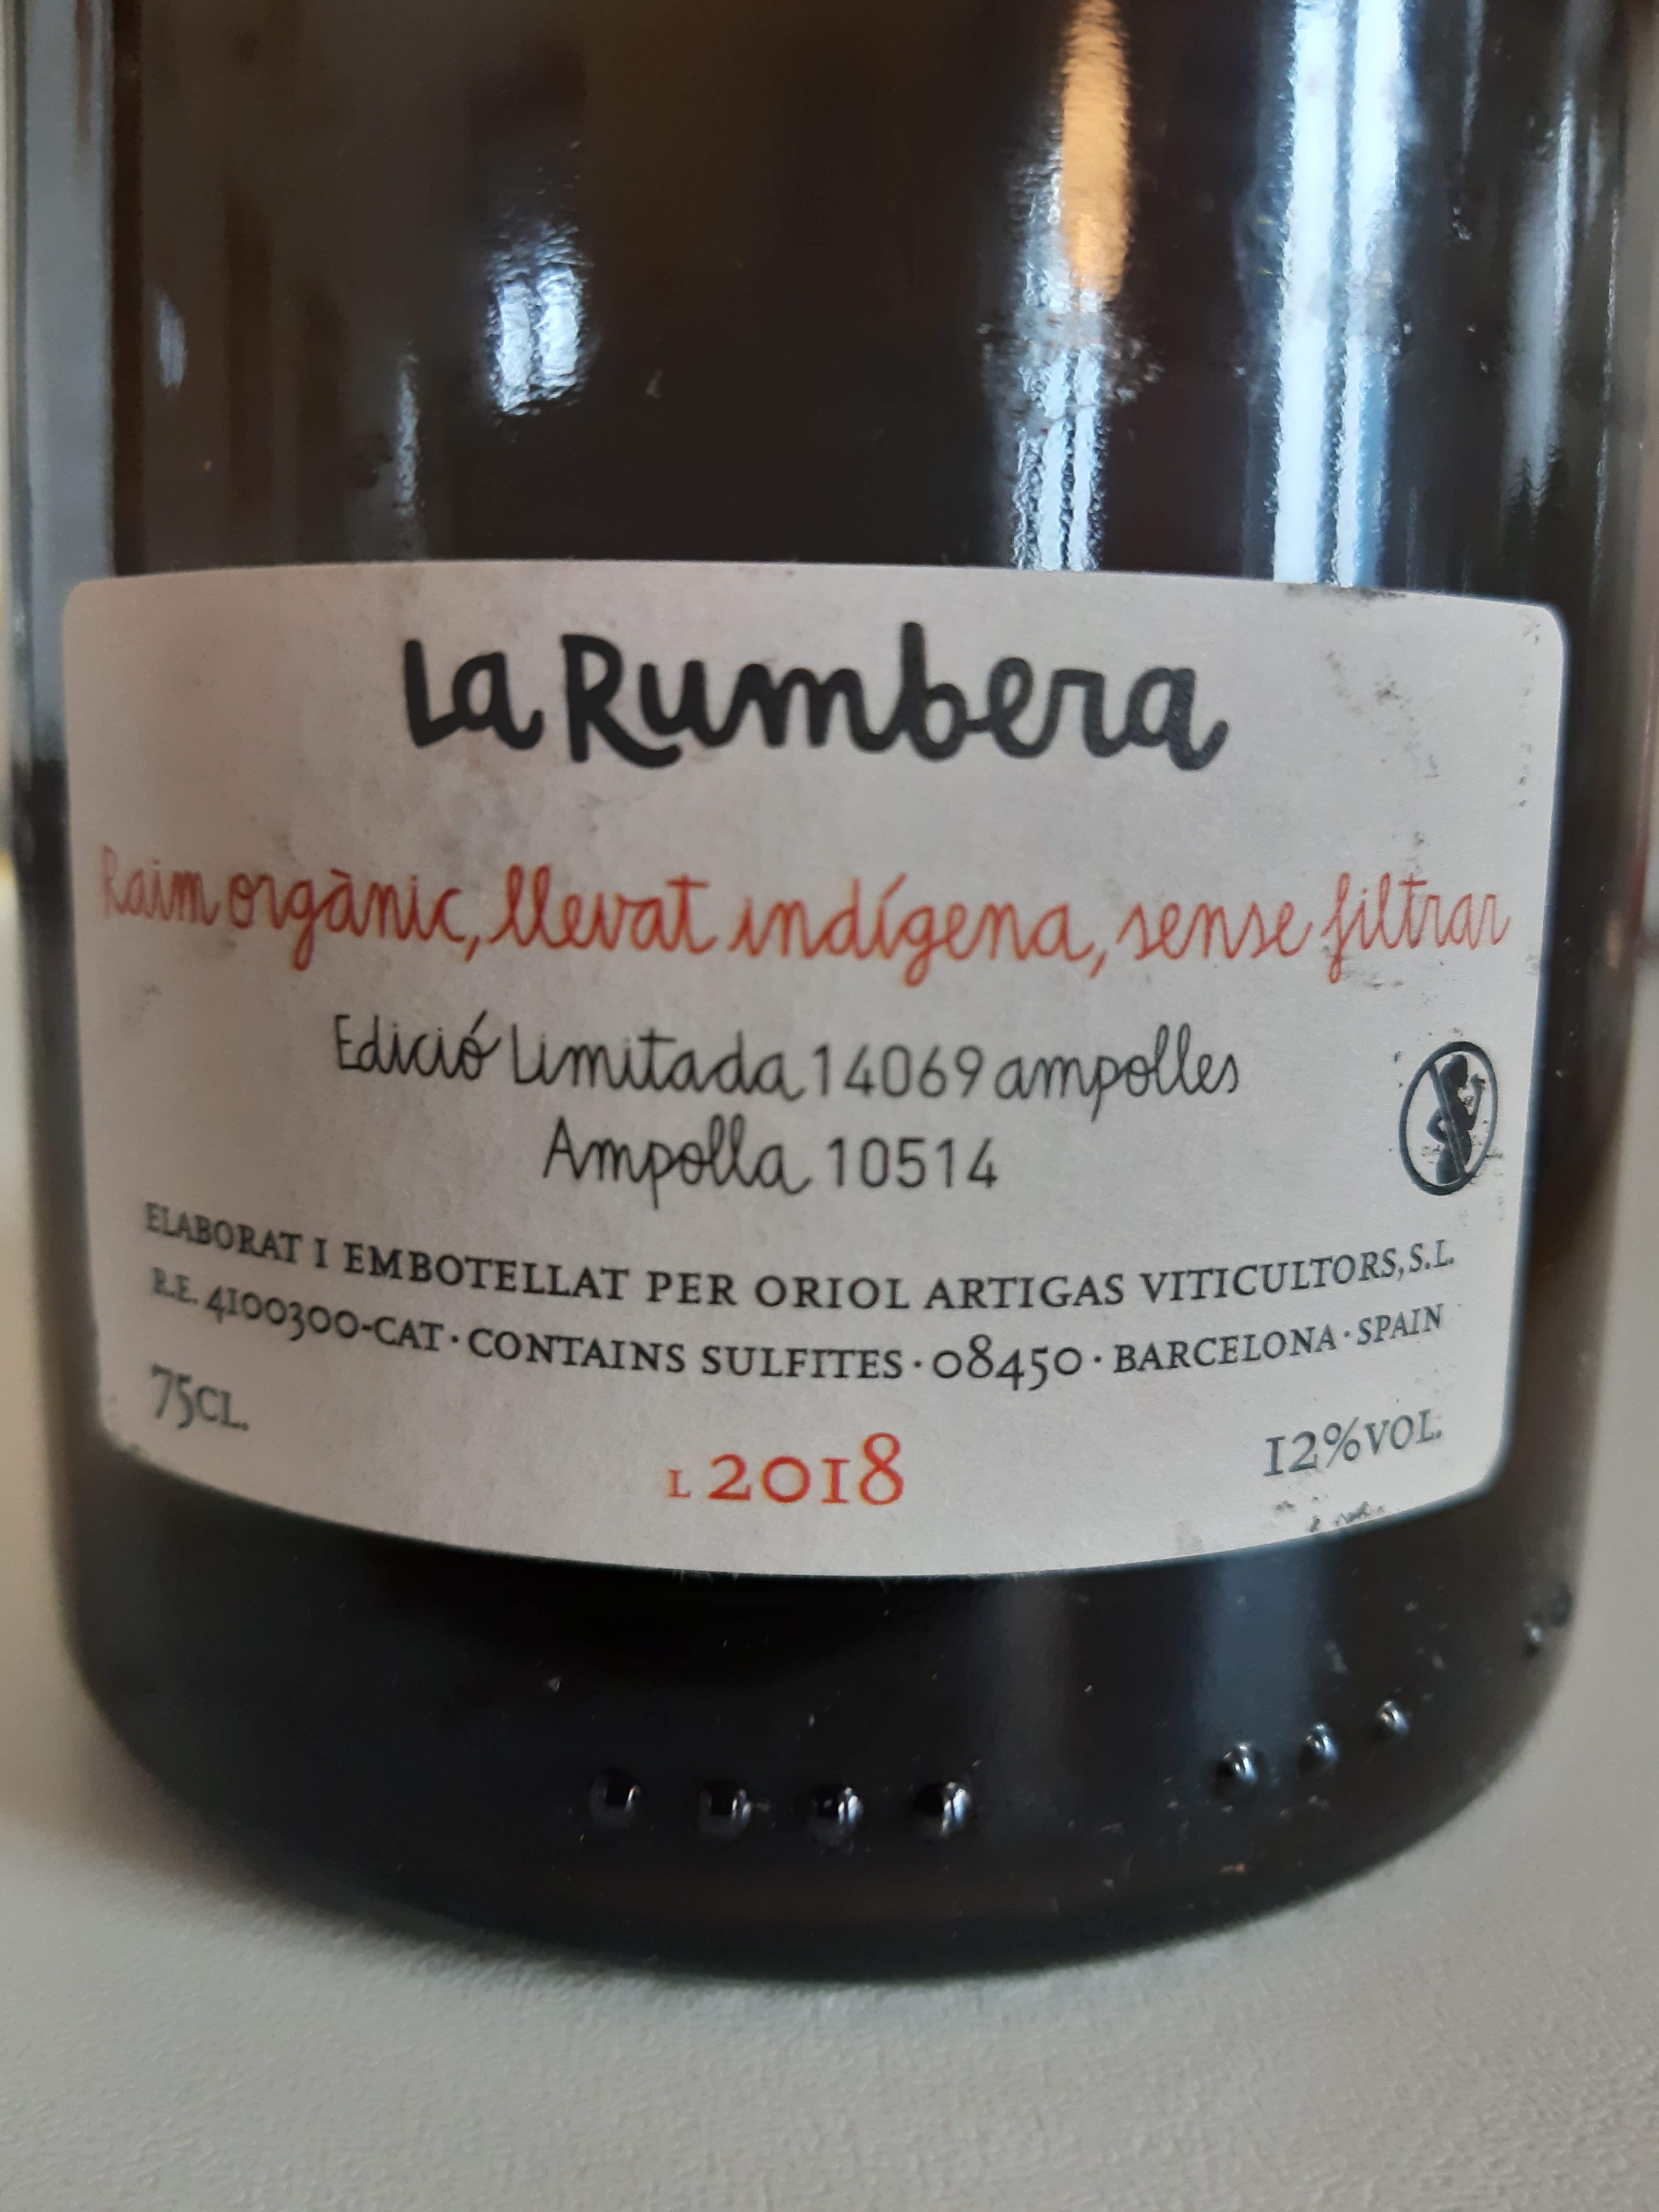 La Rumbera
Raim orgànic, llevat indígena, sense filtrar
Edició Limitada 14069 ampolles
Ampolla 10514
ELABORAT I EMBOTELLAT PER ORIOL ARTIGAS VITICULTORS, S.L.
R.E. 4100300-CAT · CONTAINS SULFITES · 08450 · BARCELONA · SPAIN
75CL.
L 2018
12%VOL.